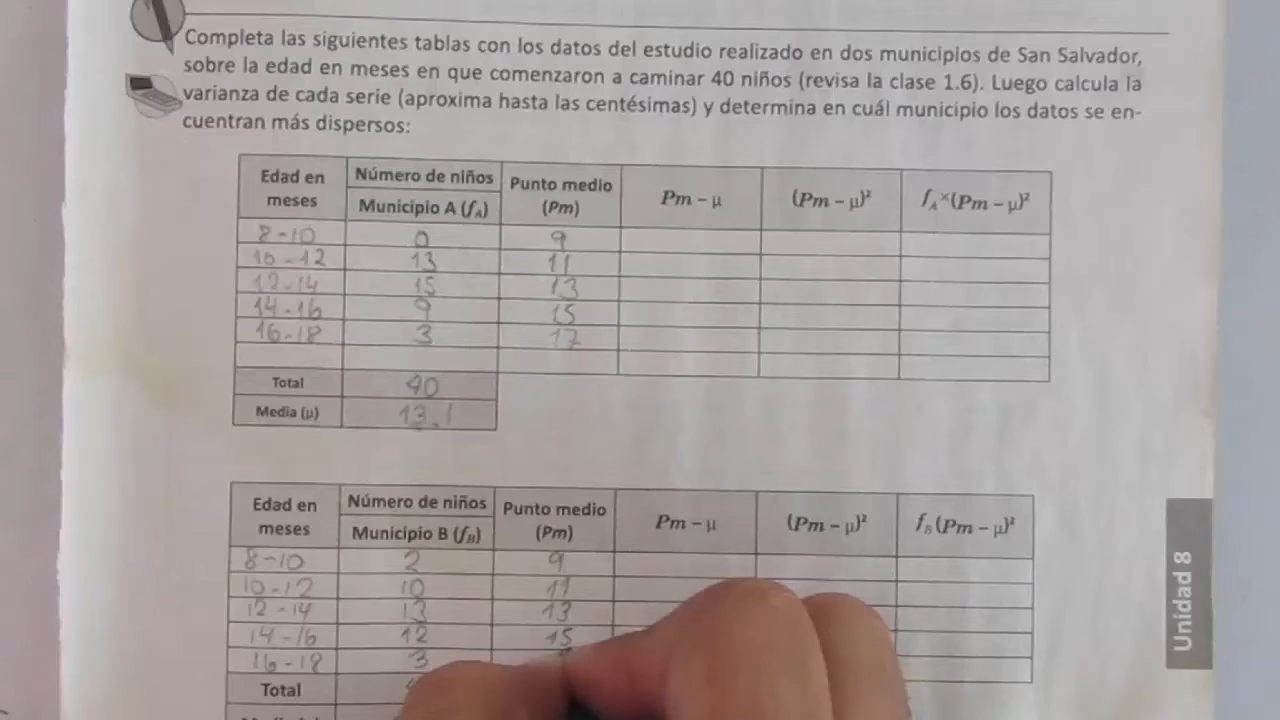 Completa las siguientes tablas con los datos del estudio realizado en dos municipios de San Salvador,
sobre la edad en meses en que comenzaron a caminar 40 niños (revisa la clase 1.6). Luego calcula la
varianza de cada serie (aproxima hasta las centésimas) y determina en cuál municipio los datos se en-
cuentran más dispersos:
Edad en meses Número de niños Municipio A (fA) Punto medio (Pm) Pm – μ (Pm – μ)² fA×(Pm – μ)²
8-10 0 9
10-12 13 11
12-14 15 13
14-16 9 15
16-18 3 17
Total 40
Media (μ) 13.1
Edad en meses Número de niños Municipio B (fB) Punto medio (Pm) Pm – μ (Pm – μ)² fB(Pm – μ)²
8-10 2 9
10-12 10 11
12-14 13 13
14-16 12 15
16-18 3
Total
Unidad 8